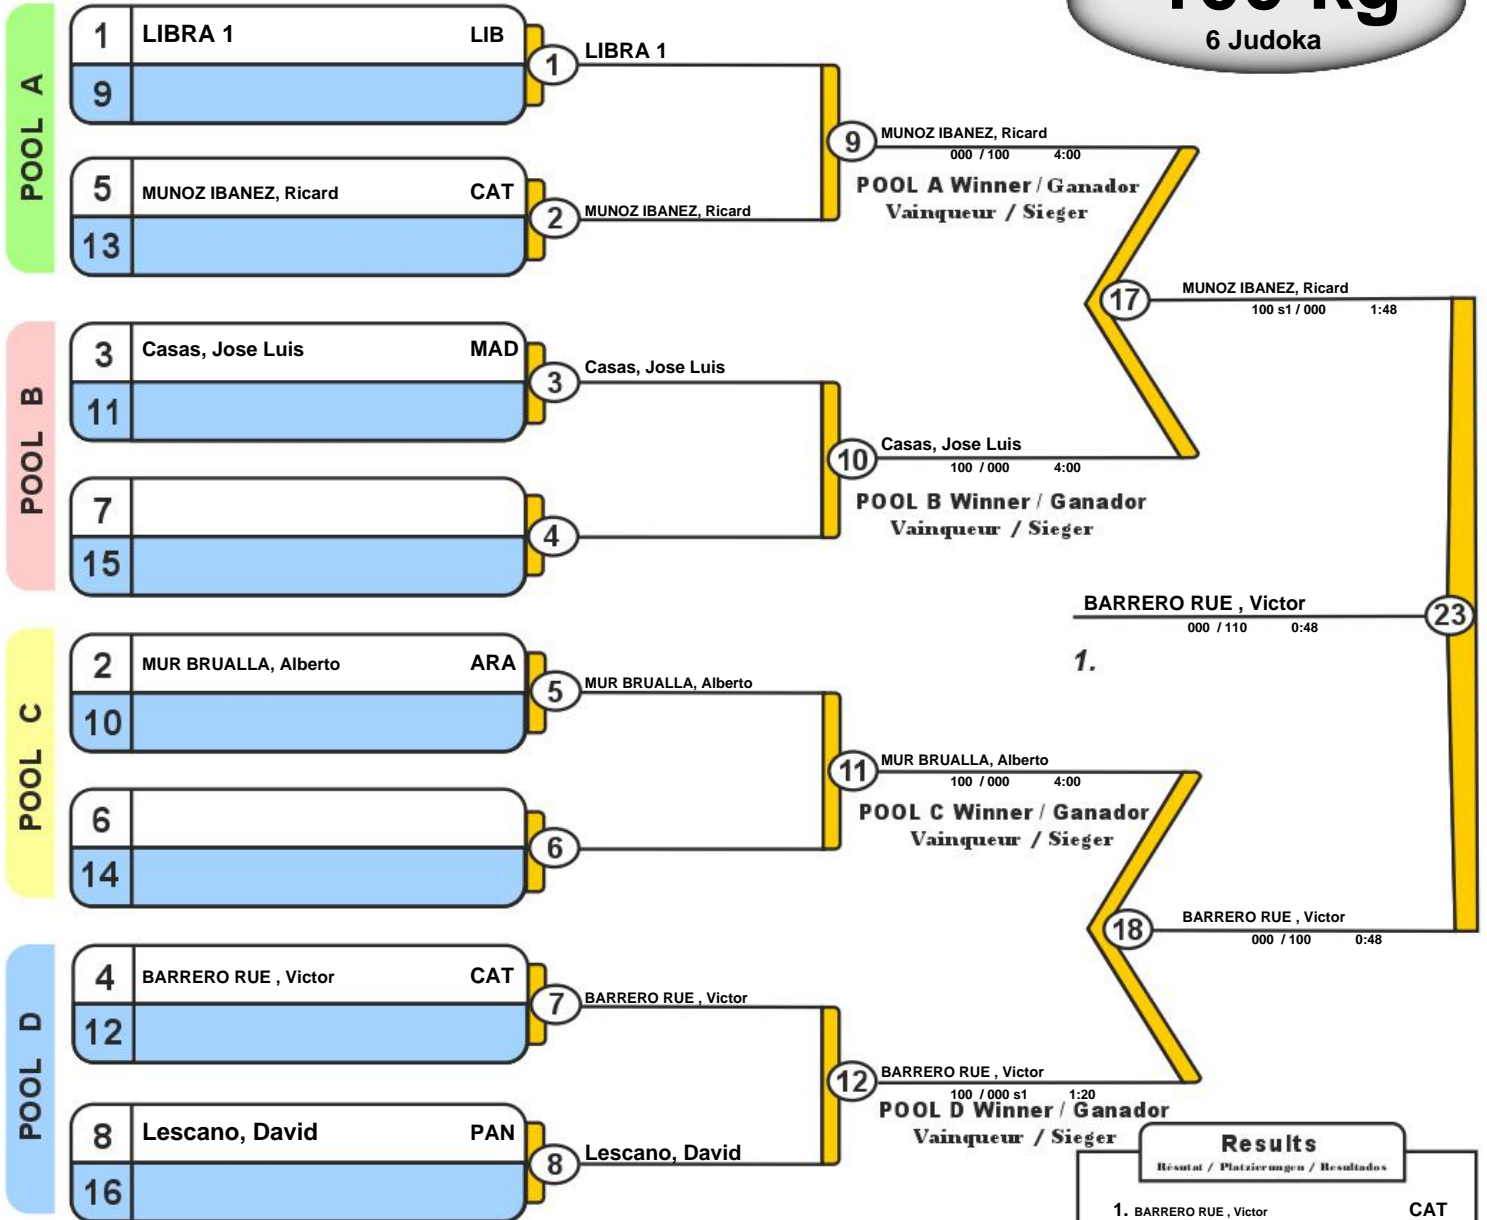 6 Judoka
POOL A
1 LIBRA 1 LIB
9
1
LIBRA 1
5 MUNOZ IBANEZ, Ricard CAT
13
2
MUNOZ IBANEZ, Ricard
9
MUNOZ IBANEZ, Ricard
000 / 100 4:00
POOL A Winner / Ganador
Vainqueur / Sieger
POOL B
3 Casas, Jose Luis MAD
11
3
Casas, Jose Luis
7
15
4
10
Casas, Jose Luis
100 / 000 4:00
POOL B Winner / Ganador
Vainqueur / Sieger
17
MUNOZ IBANEZ, Ricard
100 s1 / 000 1:48
BARRERO RUE , Victor
000 / 110 0:48
23
1.
POOL C
2 MUR BRUALLA, Alberto ARA
10
5
MUR BRUALLA, Alberto
6
14
6
11
MUR BRUALLA, Alberto
100 / 000 4:00
POOL C Winner / Ganador
Vainqueur / Sieger
18
BARRERO RUE , Victor
000 / 100 0:48
POOL D
4 BARRERO RUE , Victor CAT
12
7
BARRERO RUE , Victor
8 Lescano, David PAN
16
8
Lescano, David
12
BARRERO RUE , Victor
100 / 000 s1 1:20
POOL D Winner / Ganador
Vainqueur / Sieger
Results
Résutat / Platzierungen / Resultados
1. BARRERO RUE , Victor CAT